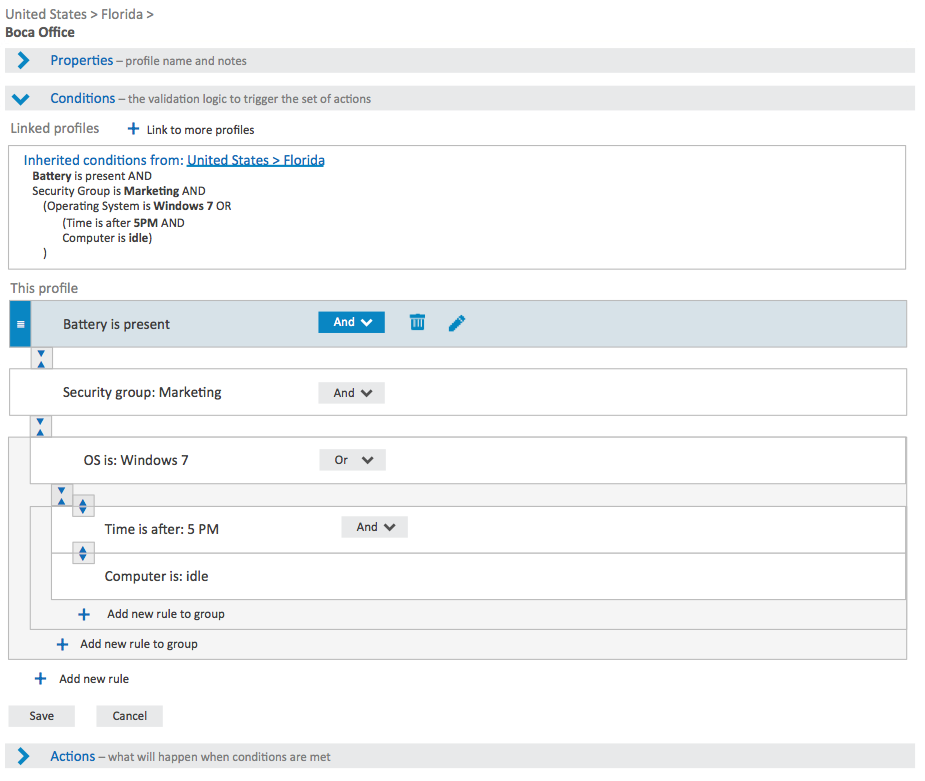 United States > Florida >
Boca Office
Properties – profile name and notes
Conditions – the validation logic to trigger the set of actions
Linked profiles + Link to more profiles
Inherited conditions from: United States > Florida
Battery is present AND
Security Group is Marketing AND
(Operating System is Windows 7 OR
(Time is after 5PM AND
Computer is idle)
)
This profile
Battery is present And
Security group: Marketing And
OS is: Windows 7 Or
Time is after: 5 PM And
Computer is: idle
+ Add new rule to group
+ Add new rule to group
+ Add new rule
Save Cancel
Actions – what will happen when conditions are met